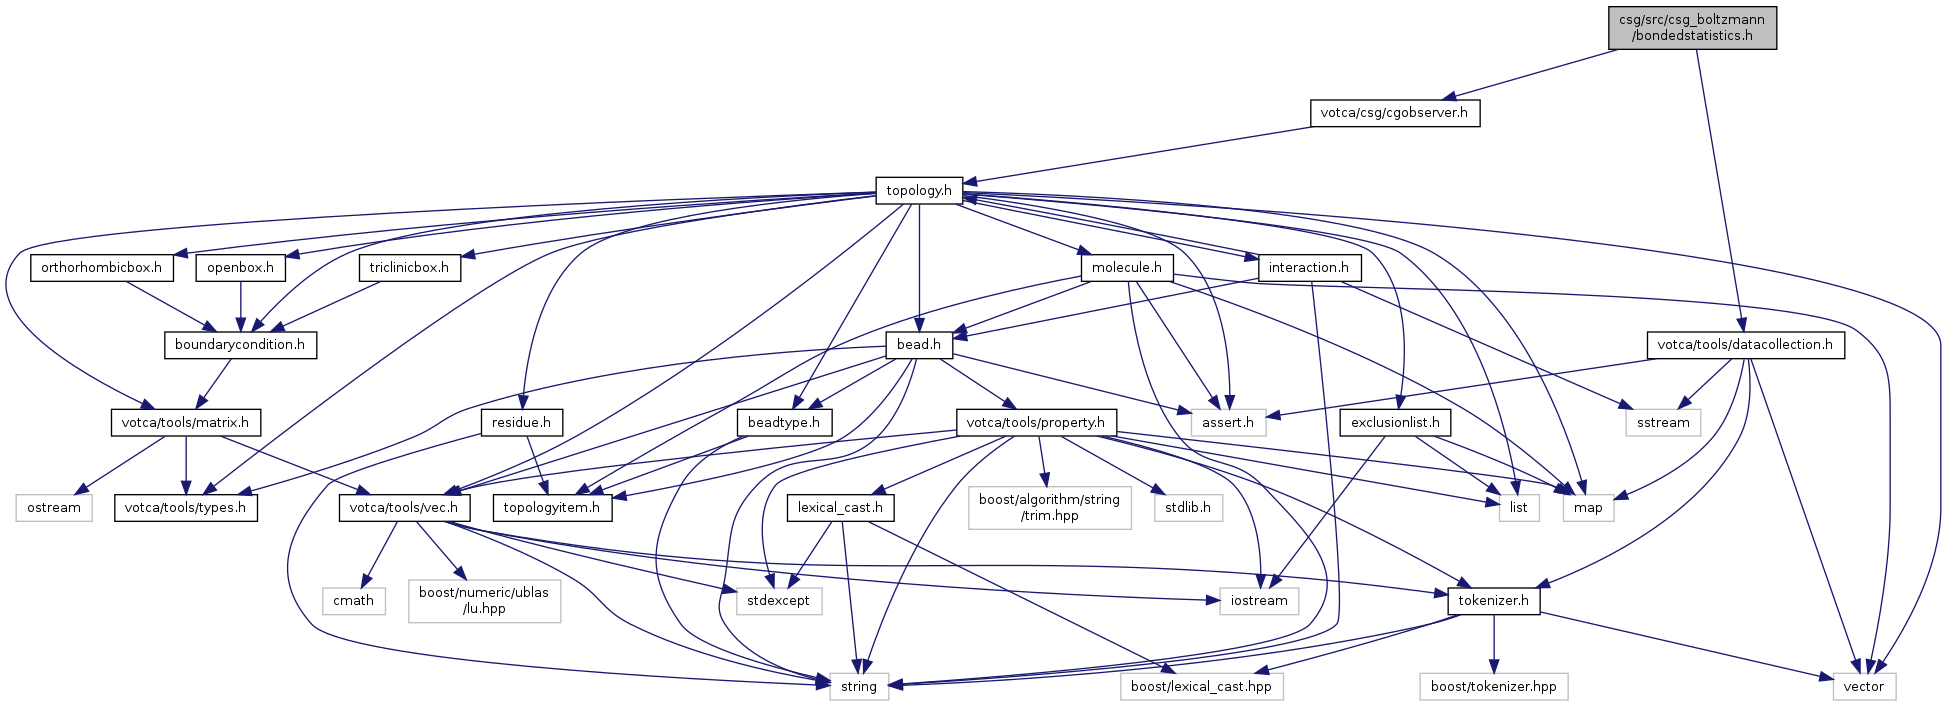 csg/src/csg_boltzmann
/bondedstatistics.h
votca/csg/cgobserver.h
topology.h
orthorhombicbox.h
openbox.h
triclinicbox.h
molecule.h
interaction.h
boundarycondition.h
bead.h
votca/tools/datacollection.h
votca/tools/matrix.h
residue.h
beadtype.h
votca/tools/property.h
assert.h
exclusionlist.h
sstream
ostream
votca/tools/types.h
votca/tools/vec.h
topologyitem.h
lexical_cast.h
boost/algorithm/string
/trim.hpp
stdlib.h
list
map
cmath
boost/numeric/ublas
/lu.hpp
stdexcept
iostream
tokenizer.h
string
boost/lexical_cast.hpp
boost/tokenizer.hpp
vector